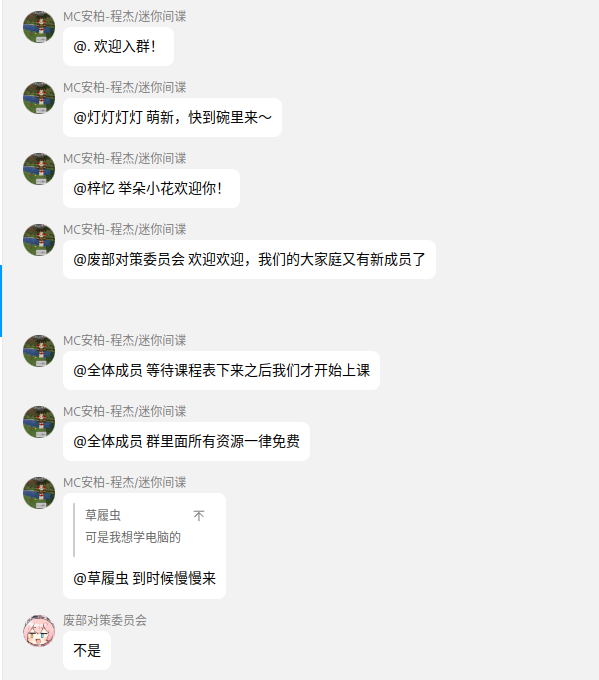 MC安柏-程杰/迷你间谍
@. 欢迎入群！
MC安柏-程杰/迷你间谍
@灯灯灯灯 萌新，快到碗里来～
MC安柏-程杰/迷你间谍
@梓忆 举朵小花欢迎你！
MC安柏-程杰/迷你间谍
@废部对策委员会 欢迎欢迎，我们的大家庭又有新成员了
MC安柏-程杰/迷你间谍
@全体成员 等待课程表下来之后我们才开始上课
MC安柏-程杰/迷你间谍
@全体成员 群里面所有资源一律免费
MC安柏-程杰/迷你间谍
草履虫 不
可是我想学电脑的
@草履虫 到时候慢慢来
废部对策委员会
不是